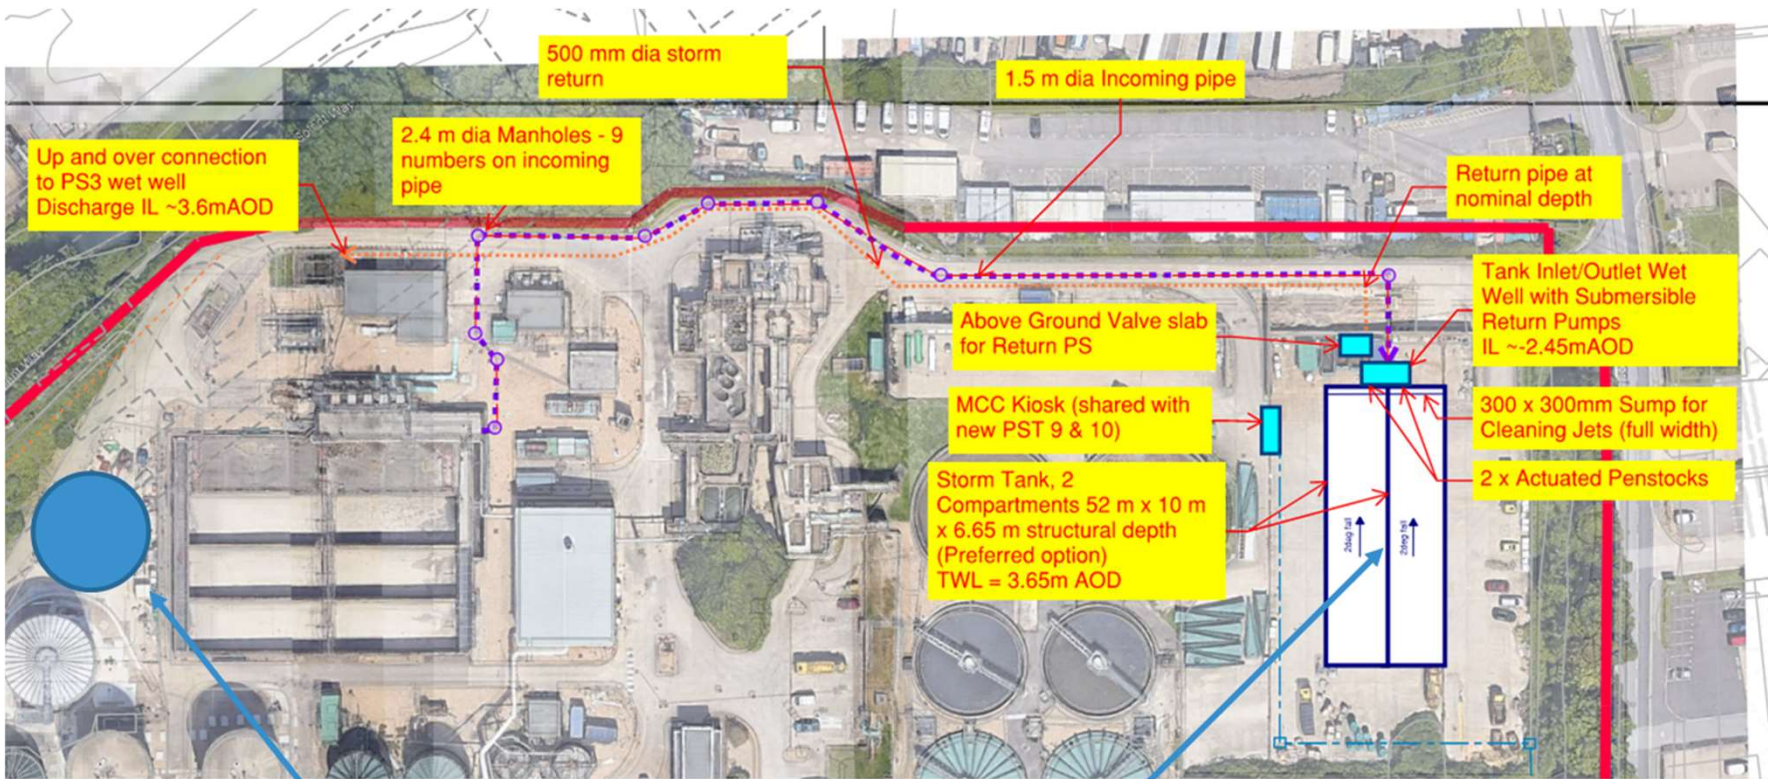 500 mm dia storm
return
1.5 m dia Incoming pipe
2.4 m dia Manholes - 9
numbers on incoming
pipe
Up and over connection
to PS3 wet well
Discharge IL ~3.6mAOD
Return pipe at
nominal depth
Tank Inlet/Outlet Wet
Well with Submersible
Return Pumps
IL ~-2.45mAOD
Above Ground Valve slab
for Return PS
MCC Kiosk (shared with
new PST 9 & 10)
300 x 300mm Sump for
Cleaning Jets (full width)
2 x Actuated Penstocks
Storm Tank, 2
Compartments 52 m x 10 m
x 6.65 m structural depth
(Preferred option)
TWL = 3.65m AOD
2deg fall
2deg fall